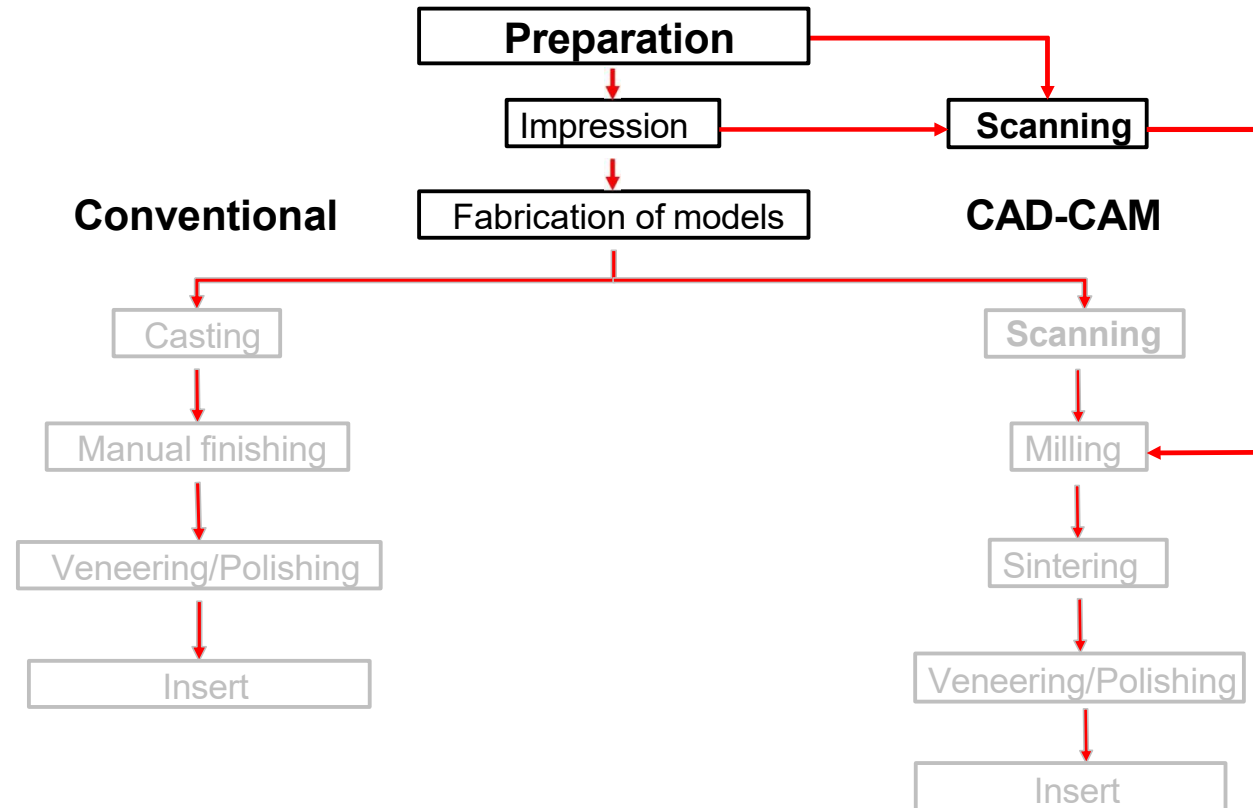 Preparation
Impression
Scanning
Conventional
Fabrication of models
CAD-CAM
Casting
Scanning
Manual finishing
Milling
Veneering/Polishing
Sintering
Insert
Veneering/Polishing
Insert